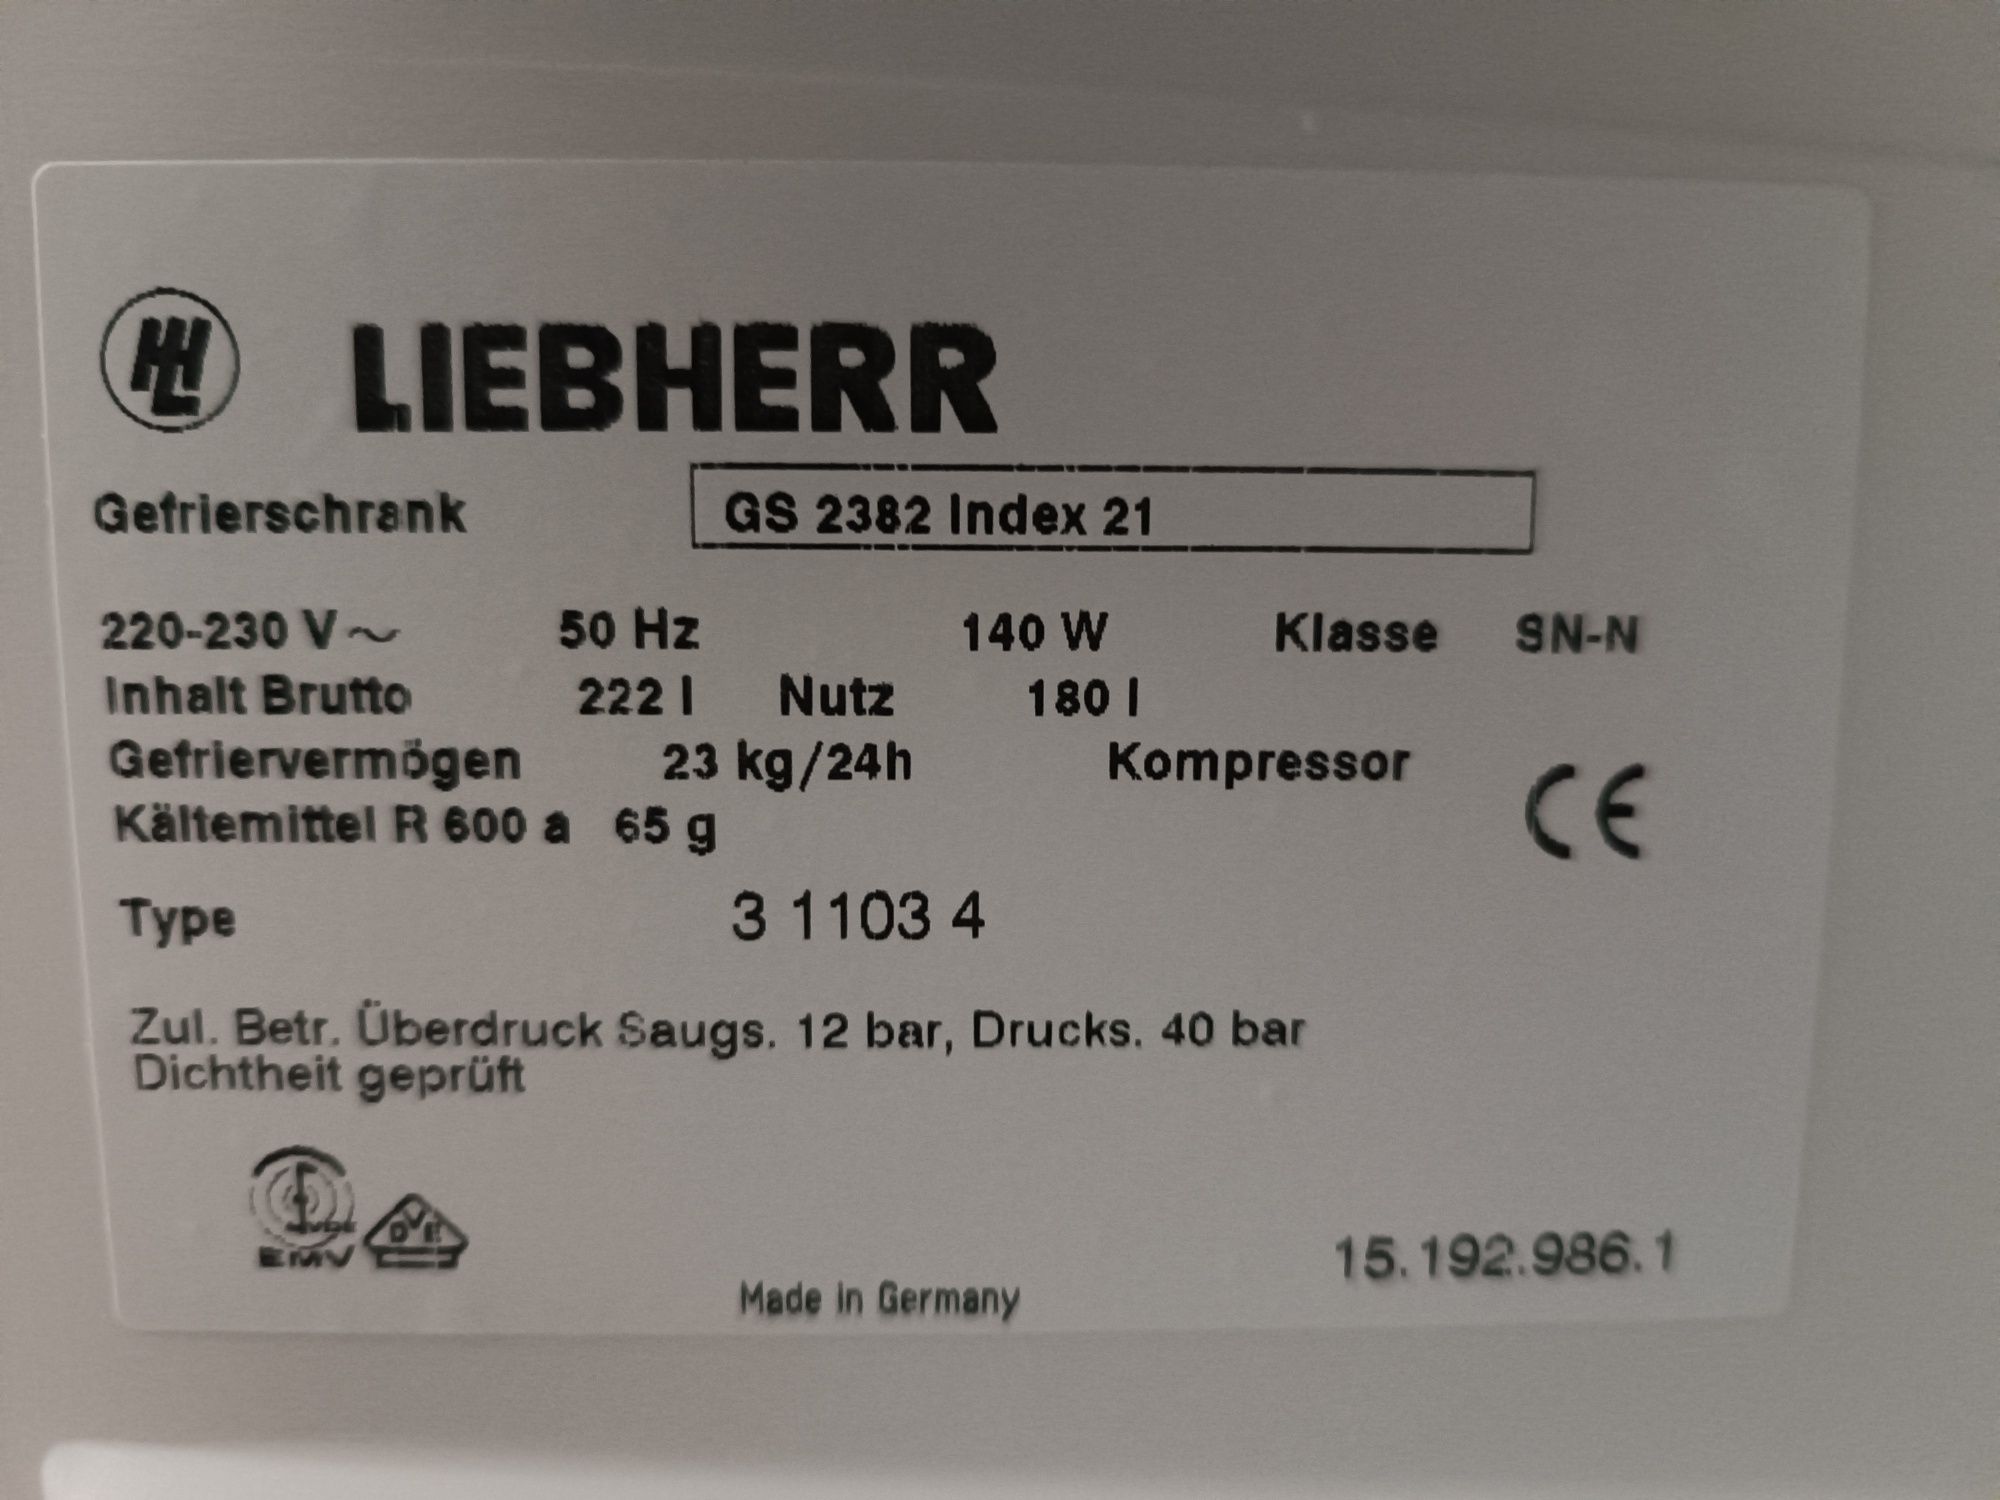 LIEBHERR
Gefrierschrank GS 2382 Index 21
220-230 V ~ 50 Hz 140 W Klasse SN-N
Inhalt Brutto 222 l Nutz 180 l
Gefriervermögen 23 kg/24h Kompressor
CE
Kältemittel R 600 a 65 g
Type 3 1103 4
Zul. Betr. Überdruck Saugs. 12 bar, Drucks. 40 bar
Dichtheit geprüft
VDE
EMV DVE
15.192.986.1
Made in Germany